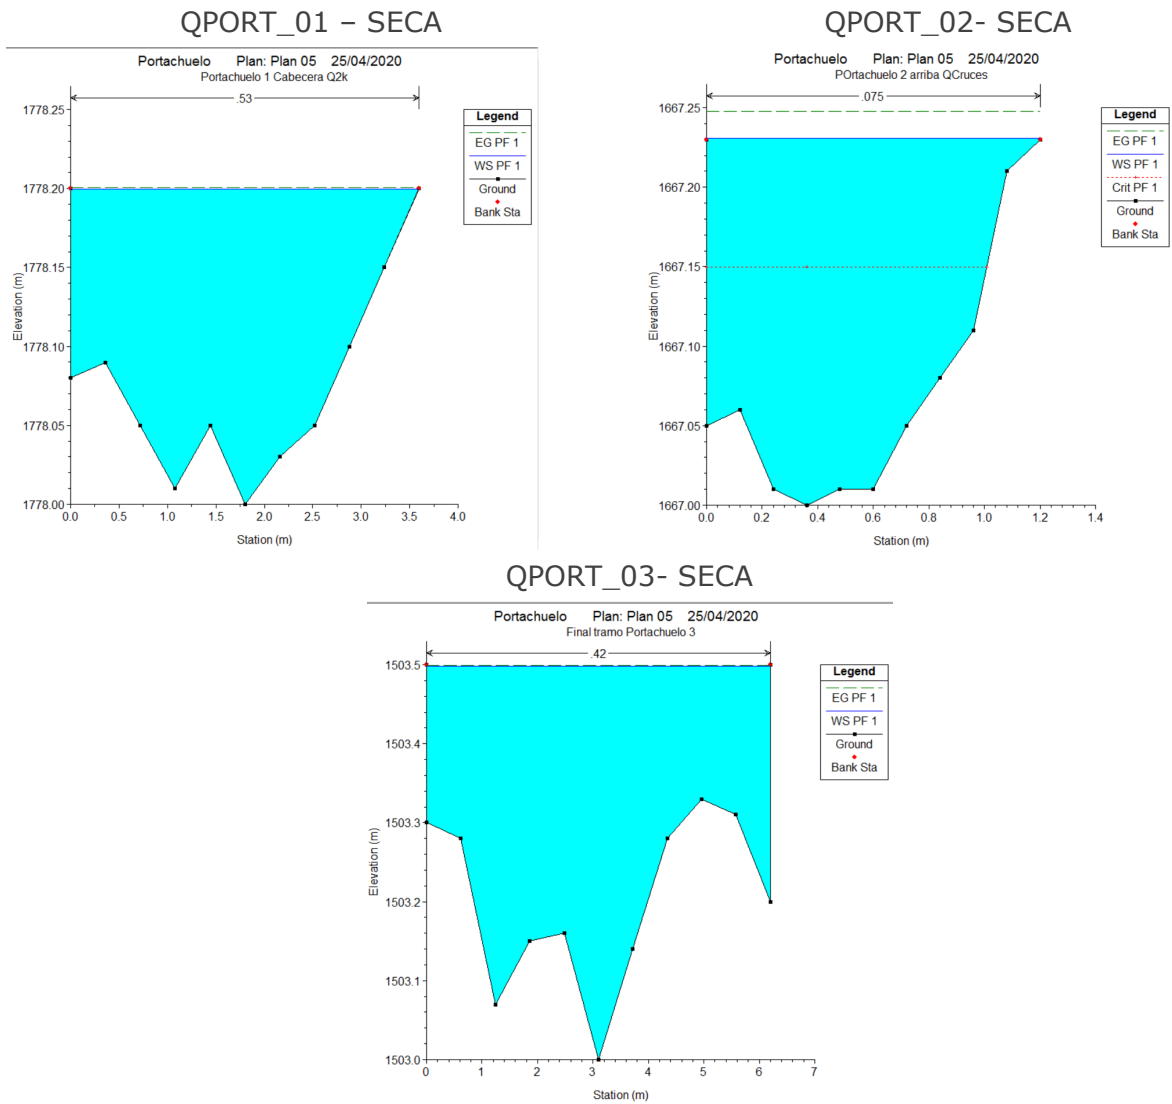 QPORT_01 – SECA
Portachuelo Plan: Plan 05 25/04/2020
Portachuelo 1 Cabecera Q2k
.53
1778.25
1778.20
1778.15
1778.10
1778.05
1778.00
Elevation (m)
0.0 0.5 1.0 1.5 2.0 2.5 3.0 3.5 4.0
Station (m)
Legend
EG PF 1
WS PF 1
Ground
Bank Sta
QPORT_02- SECA
Portachuelo Plan: Plan 05 25/04/2020
POrtachuelo 2 arriba QCruces
.075
1667.25
1667.20
1667.15
1667.10
1667.05
1667.00
Elevation (m)
0.0 0.2 0.4 0.6 0.8 1.0 1.2 1.4
Station (m)
Legend
EG PF 1
WS PF 1
Crit PF 1
Ground
Bank Sta
QPORT_03- SECA
Portachuelo Plan: Plan 05 25/04/2020
Final tramo Portachuelo 3
.42
1503.5
1503.4
1503.3
1503.2
1503.1
1503.0
Elevation (m)
0 1 2 3 4 5 6 7
Station (m)
Legend
EG PF 1
WS PF 1
Ground
Bank Sta